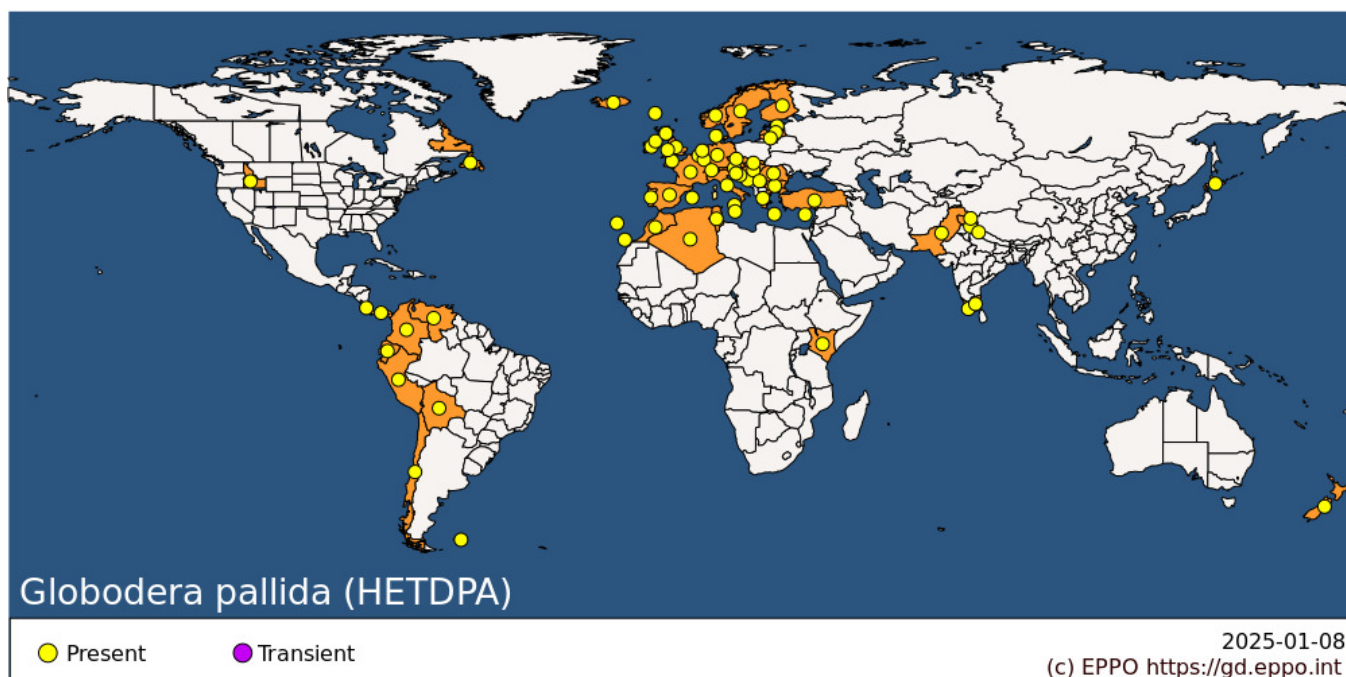 Globodera pallida (HETDPA)
Present
Transient
2025-01-08
(c) EPPO https://gd.eppo.int